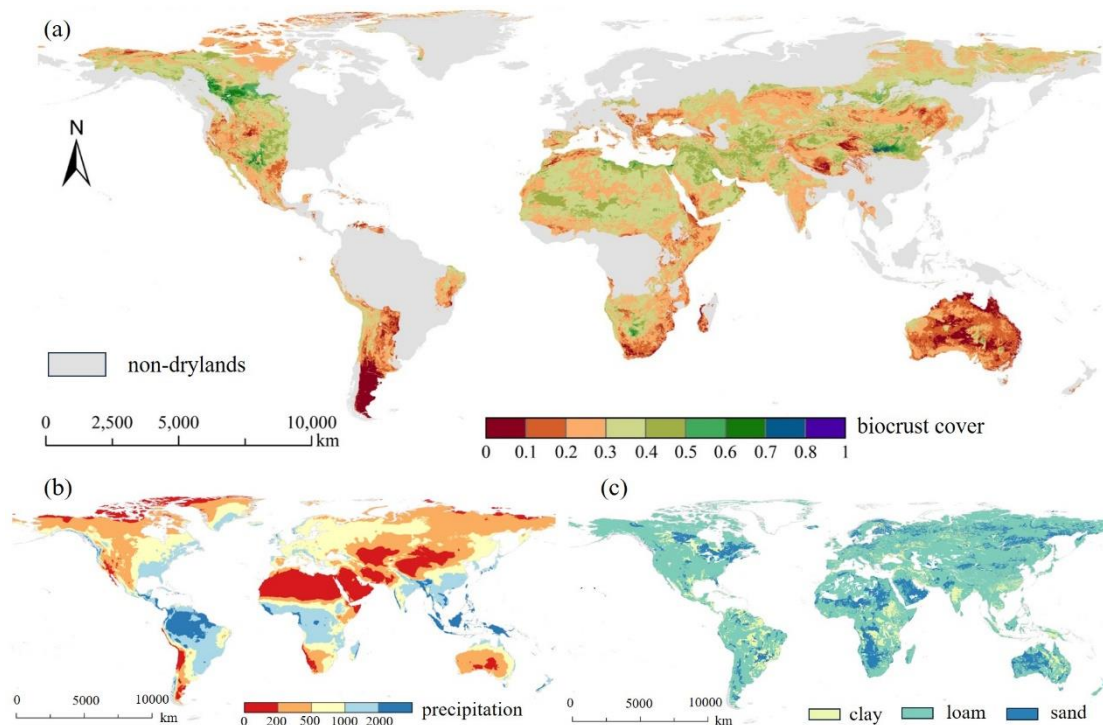 (a)
N
non-drylands
0 2,500 5,000 10,000
km
biocrust cover
0 0.1 0.2 0.3 0.4 0.5 0.6 0.7 0.8 1
(b)
(c)
0 5000 10000
km
precipitation
0 200 500 1000 2000
0 5000 10000
km
clay loam sand